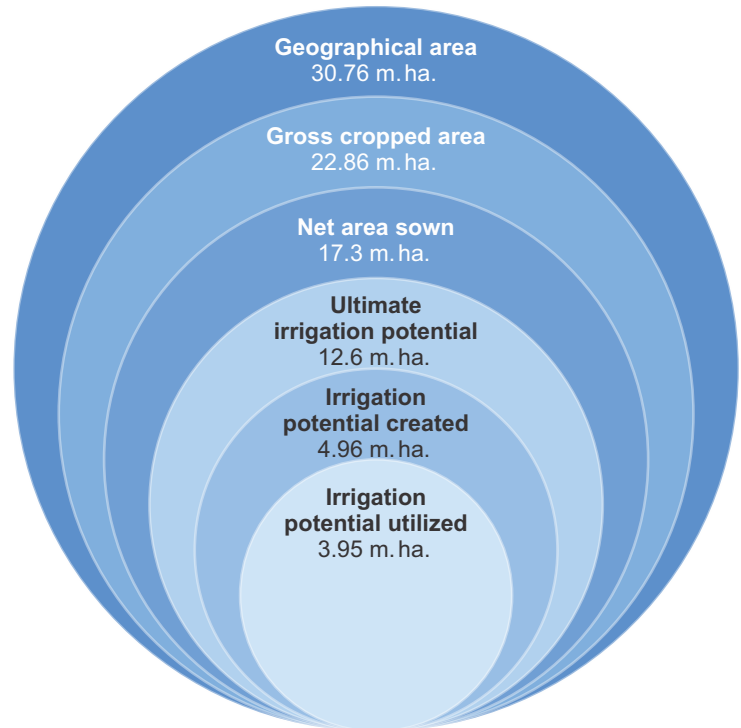 Geographical area
30.76 m. ha.
Gross cropped area
22.86 m. ha.
Net area sown
17.3 m. ha.
Ultimate
irrigation potential
12.6 m. ha.
Irrigation
potential created
4.96 m. ha.
Irrigation
potential utilized
3.95 m. ha.